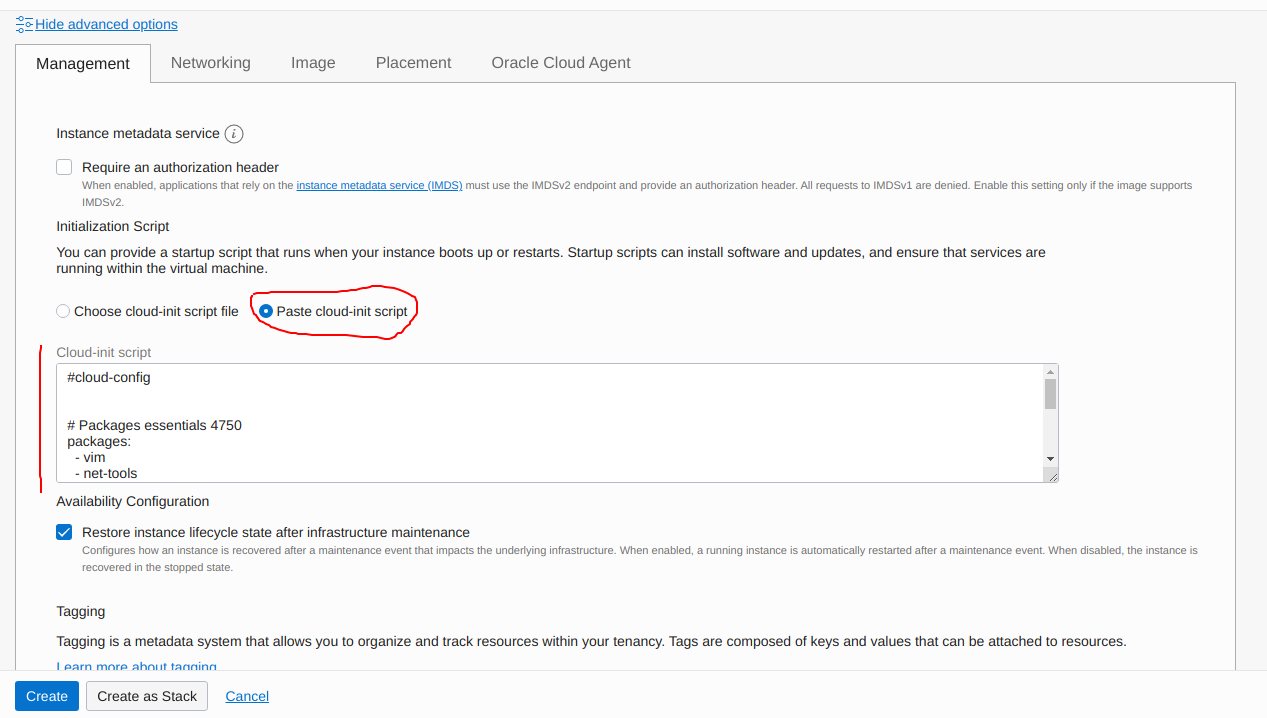 Hide advanced options
Management Networking Image Placement Oracle Cloud Agent
Instance metadata service i
Require an authorization header
When enabled, applications that rely on the instance metadata service (IMDS) must use the IMDSv2 endpoint and provide an authorization header. All requests to IMDSv1 are denied. Enable this setting only if the image supports
IMDSv2.
Initialization Script
You can provide a startup script that runs when your instance boots up or restarts. Startup scripts can install software and updates, and ensure that services are
running within the virtual machine.
Choose cloud-init script file Paste cloud-init script
Cloud-init script
#cloud-config
# Packages essentials 4750
packages:
- vim
- net-tools
Availability Configuration
Restore instance lifecycle state after infrastructure maintenance
Configures how an instance is recovered after a maintenance event that impacts the underlying infrastructure. When enabled, a running instance is automatically restarted after a maintenance event. When disabled, the instance is
recovered in the stopped state.
Tagging
Tagging is a metadata system that allows you to organize and track resources within your tenancy. Tags are composed of keys and values that can be attached to resources.
Learn more about tagging
Create Create as Stack Cancel